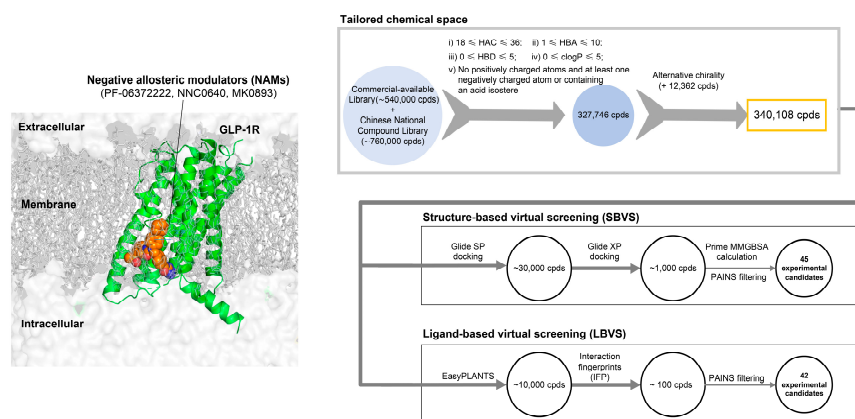 Negative allosteric modulators (NAMs)
(PF-06372222, NNC0640, MK0893)
Extracellular
GLP-1R
Membrane
Intracellular
Tailored chemical space
Commercial-available
Library(~540,000 cpds)
+
Chinese National
Compound Library
(~760,000 cpds)
i) 18 ≤ HAC ≤ 36; ii) 1 ≤ HBA ≤ 10;
iii) 0 ≤ HBD ≤ 5; iv) 0 ≤ clogP ≤ 5;
v) No positively charged atoms and at least one
negatively charged atom or containing
an acid isostere
327,746 cpds
Alternative chirality
(+ 12,362 cpds)
340,108 cpds
Structure-based virtual screening (SBVS)
Glide SP
docking
~30,000 cpds
Glide XP
docking
~1,000 cpds
Prime MMGBSA
calculation
PAINS filtering
45
experimental
candidates
Ligand-based virtual screening (LBVS)
EasyPLANTS
~10,000 cpds
Interaction
fingerprints
(IFP)
~ 100 cpds
PAINS filtering
42
experimental
candidates